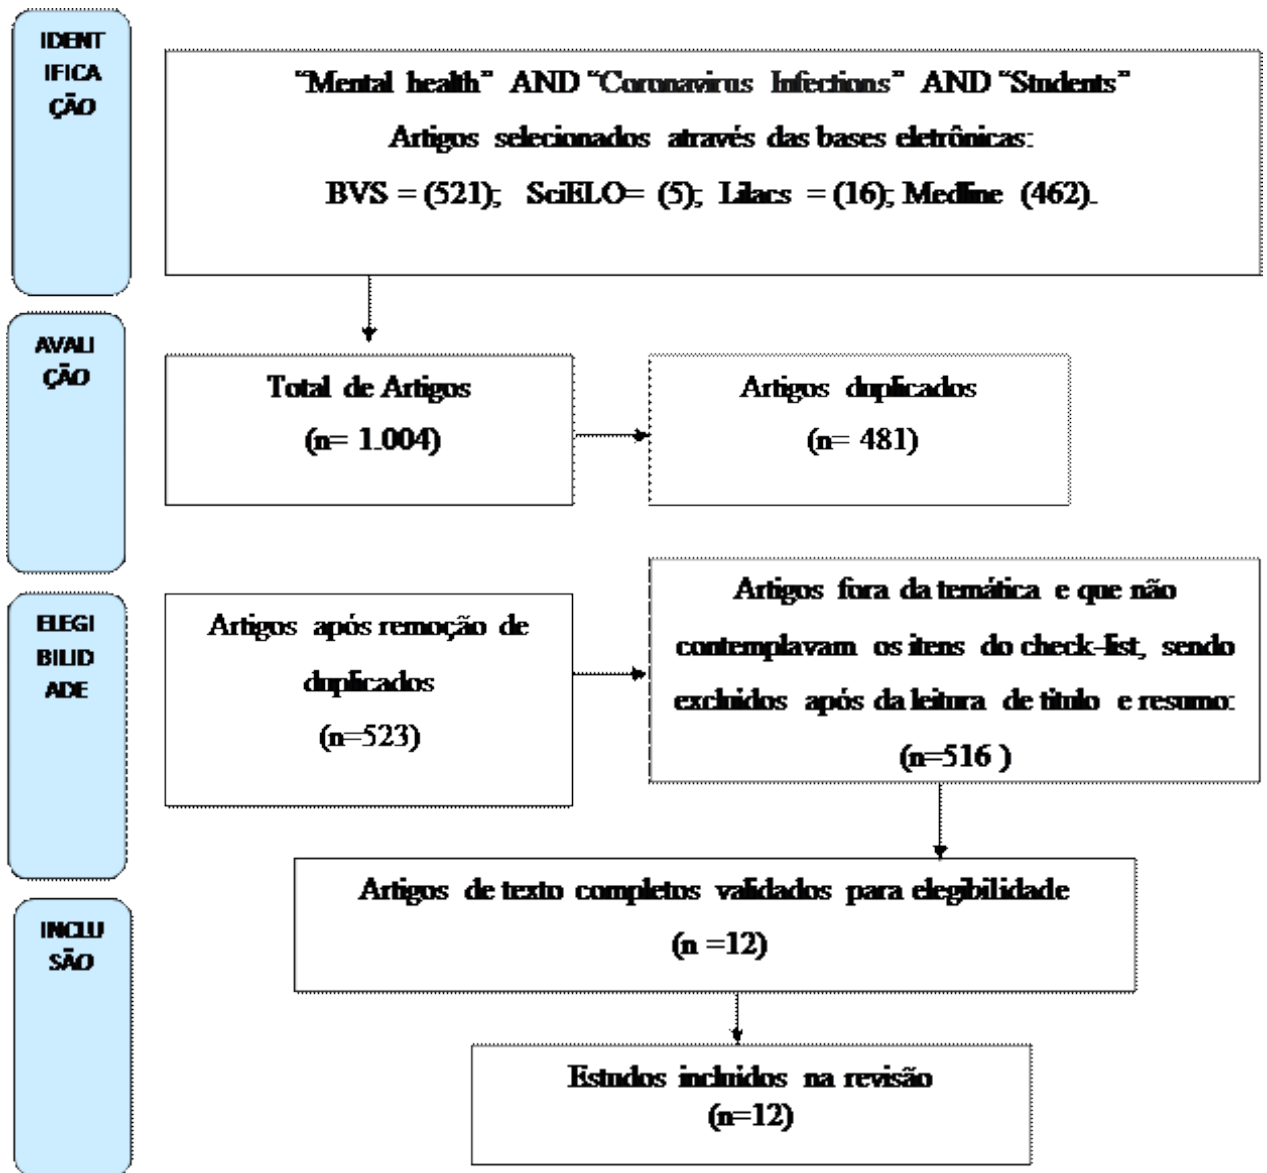 IDENT
IFICA
ÇÃO
"Mental health" AND "Coronavirus Infections" AND "Students"
Artigos selecionados através das bases eletrônicas:
BVS = (521); SciELO= (5); Lilacs = (16); Medline (462).
AVALI
ÇÃO
Total de Artigos
(n= 1.004)
Artigos duplicados
(n= 481)
ELEGI
BILID
ADE
Artigos após remoção de
duplicados
(n=523)
Artigos fora da temática e que não
contemplavam os itens do check-list, sendo
excluidos após da leitura de titulo e resumo:
(n=516 )
Artigos de texto completos validados para elegibilidade
(n =12)
INCLU
SÃO
Estudos incluidos na revisão
(n=12)